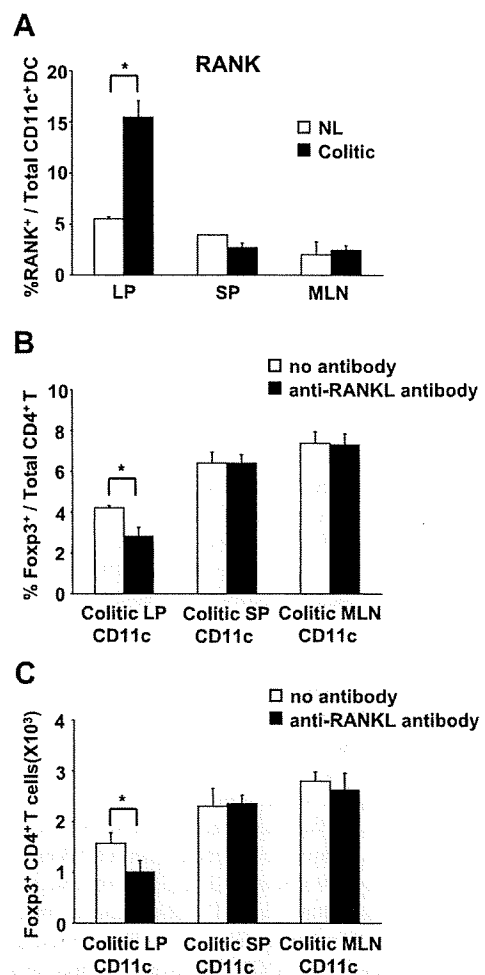 A
RANK
%RANK⁺ / Total CD11c⁺DC
20
15
10
5
0
*
NL
Colitic
LP SP MLN
B
no antibody
anti-RANKL antibody
% Foxp3⁺ / Total CD4⁺T
10
8
6
4
2
0
*
Colitic LP Colitic SP Colitic MLN
CD11c CD11c CD11c
C
no antibody
anti-RANKL antibody
Foxp3⁺ CD4⁺T cells(X10³)
4
3
2
1
0
*
Colitic LP Colitic SP Colitic MLN
CD11c CD11c CD11c